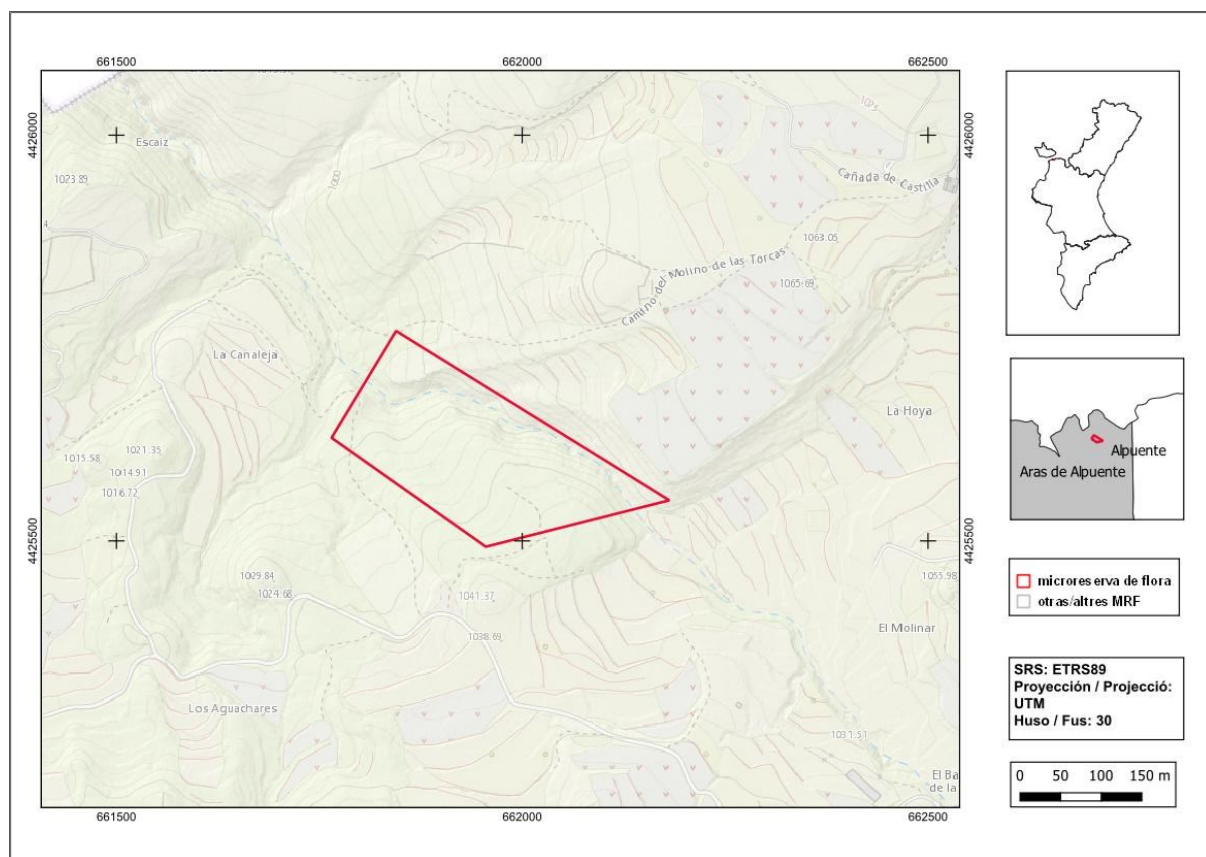 661500
662000
662500
4426000
4426000
Escaiz
1023.89
1000
Cañada de Castilla
1063.05
Camino del Molino de las Torcas
1065.69
La Canaleja
La Hoya
1021.35
1015.58
1014.91
1016.72
4425500
4425500
1029.84
1024.68
1041.37
1038.69
1055.98
El Molinar
Los Aguachares
1031.51
El Ba
de la
661500
662000
662500
Alpuente
Aras de Alpuente
microreserva de flora
otras/altres MRF
SRS: ETRS89
Proyección / Projecció:
UTM
Huso / Fus: 30
0 50 100 150 m